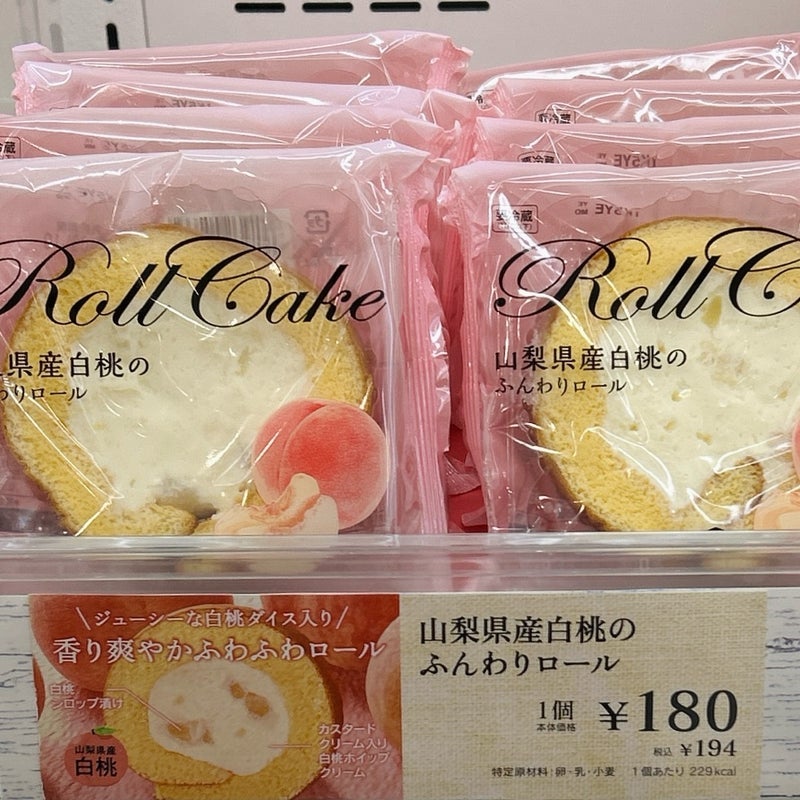 Roll Cake
県産白桃の
わりロール
要冷蔵
Roll C
山梨県産白桃の
ふんわりロール
ジューシーな白桃ダイス入り
香り爽やかふわふわロール
白桃
シロップ漬け
カスタード
クリーム入り
白桃ホイップ
クリーム
山梨県産
白桃
山梨県産白桃の
ふんわりロール
1個
本体価格
¥180
税込 ¥194
特定原材料:卵・乳・小麦 1個あたり 229kcal